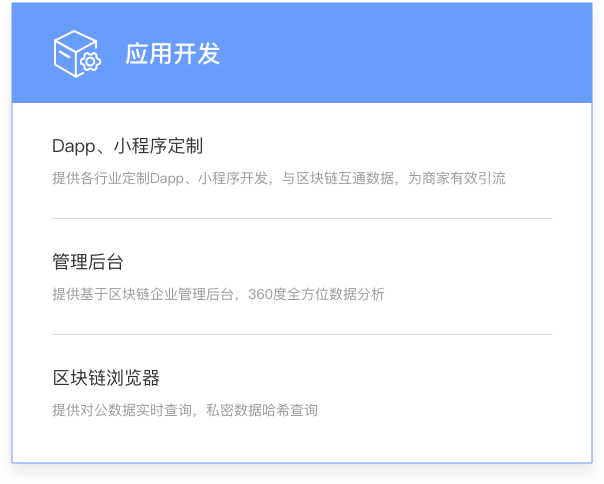 应用开发
Dapp、小程序定制
提供各行业定制Dapp、小程序开发，与区块链互通数据，为商家有效引流
管理后台
提供基于区块链企业管理后台，360度全方位数据分析
区块链浏览器
提供对公数据实时查询，私密数据哈希查询